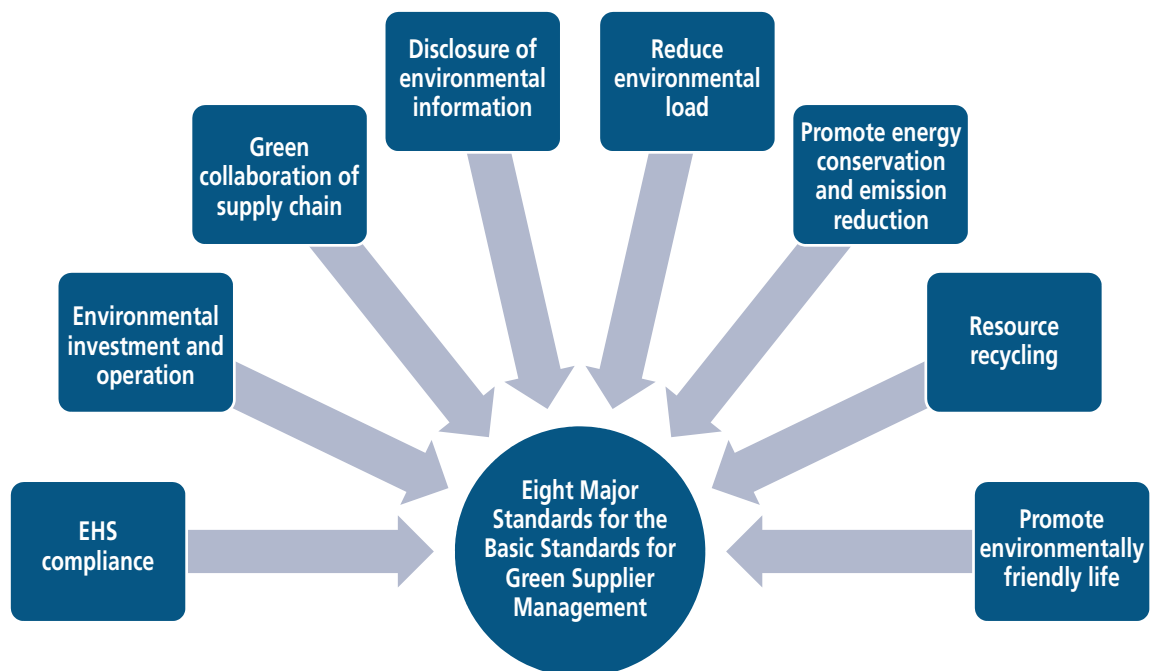 Disclosure of
environmental
information
Reduce
environmental
load
Green
collaboration of
supply chain
Promote energy
conservation
and emission
reduction
Environmental
investment and
operation
Resource
recycling
EHS
compliance
Eight Major
Standards for the
Basic Standards for
Green Supplier
Management
Promote
environmentally
friendly life